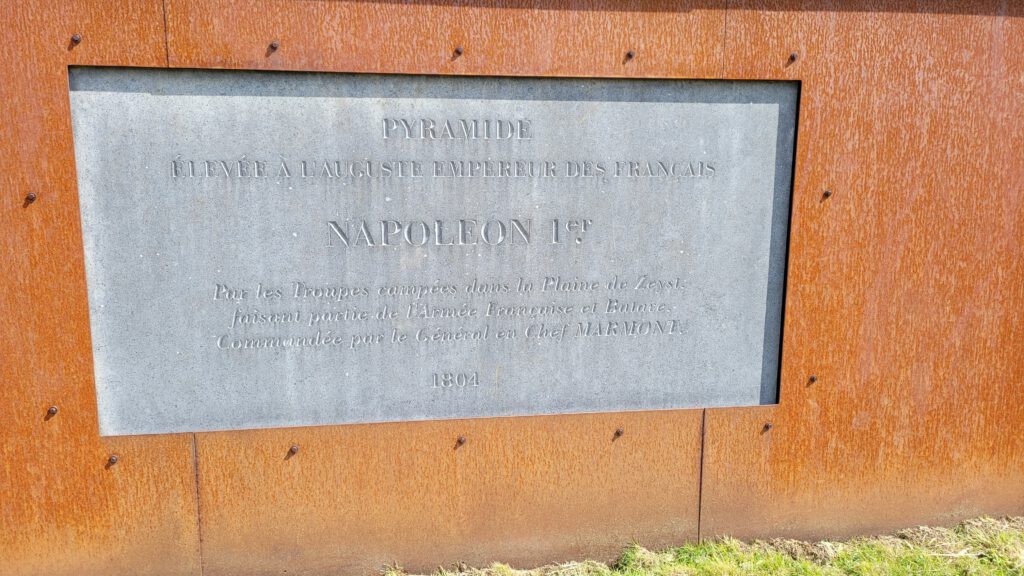 PYRAMIDE
ÉLEVÉE À L'AUGUSTE EMPEREUR DES FRANÇAIS
NAPOLEON 1er
Par les Troupes campées dans la Plaine de Zeyst,
faisant partie de l'Armée Française et Batave.
Commandée par le Général en Chef MARMONT.
1804